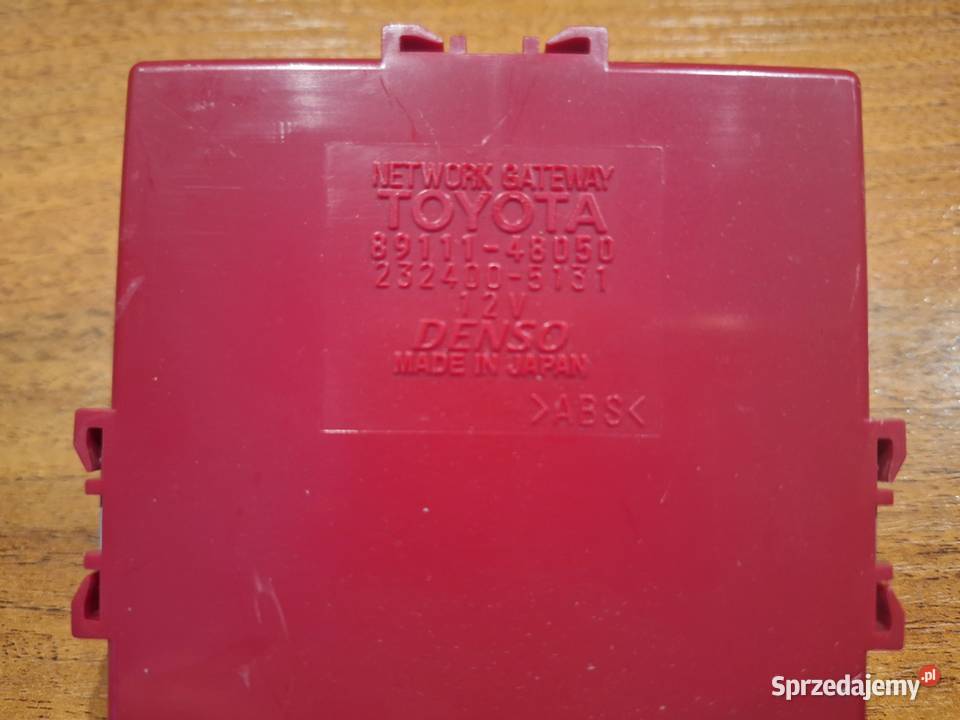 NETWORK GATEWAY
TOYOTA
89111-48050
232400-5131
12V
DENSO
MADE IN JAPAN
>ABS<
Sprzedajemy.pl